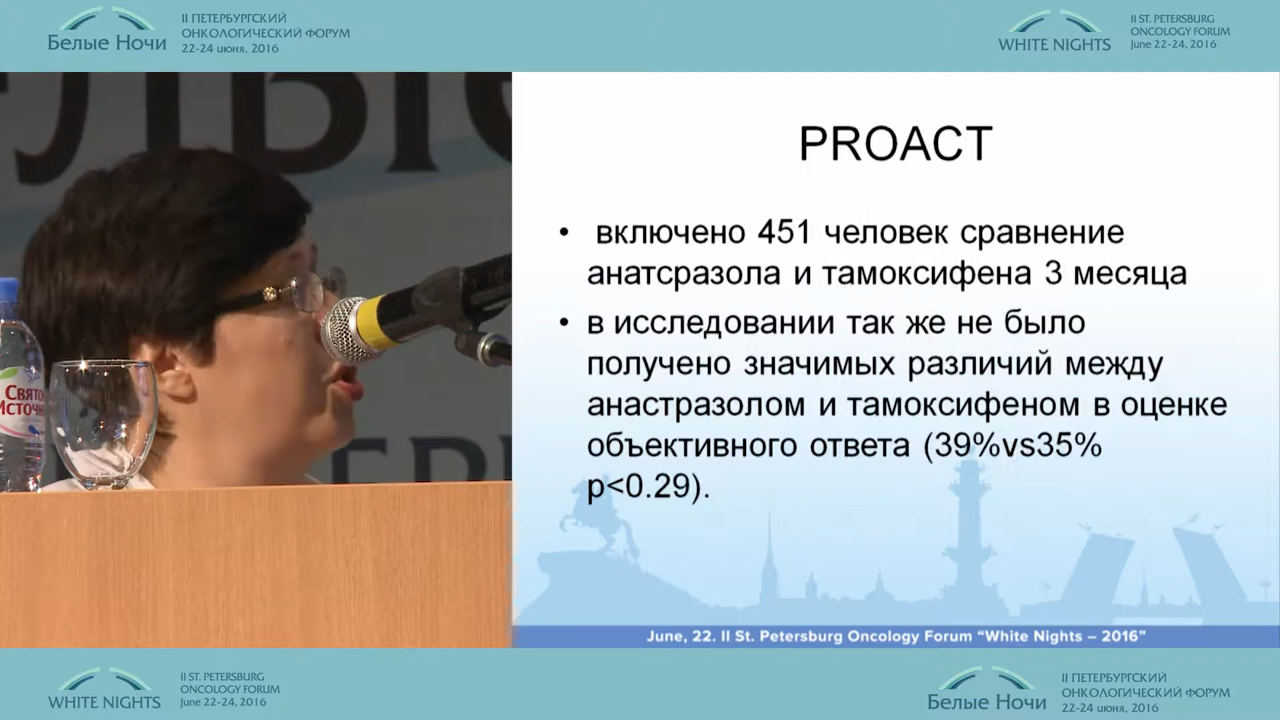 II ПЕТЕРБУРГСКИЙ
ОНКОЛОГИЧЕСКИЙ ФОРУМ
Белые Ночи
22-24 июня, 2016
II ST. PETERSBURG
ONCOLOGY FORUM
WHITE NIGHTS
June 22-24, 2016
PROACT
• включено 451 человек сравнение
анатсразола и тамоксифена 3 месяца
• в исследовании так же не было
получено значимых различий между
анастразолом и тамоксифеном в оценке
объективного ответа (39%vs35%
p<0.29).
June, 22. II St. Petersburg Oncology Forum “White Nights – 2016”
II ST. PETERSBURG
ONCOLOGY FORUM
WHITE NIGHTS
June 22-24, 2016
II ПЕТЕРБУРГСКИЙ
ОНКОЛОГИЧЕСКИЙ ФОРУМ
Белые Ночи
22-24 июня, 2016